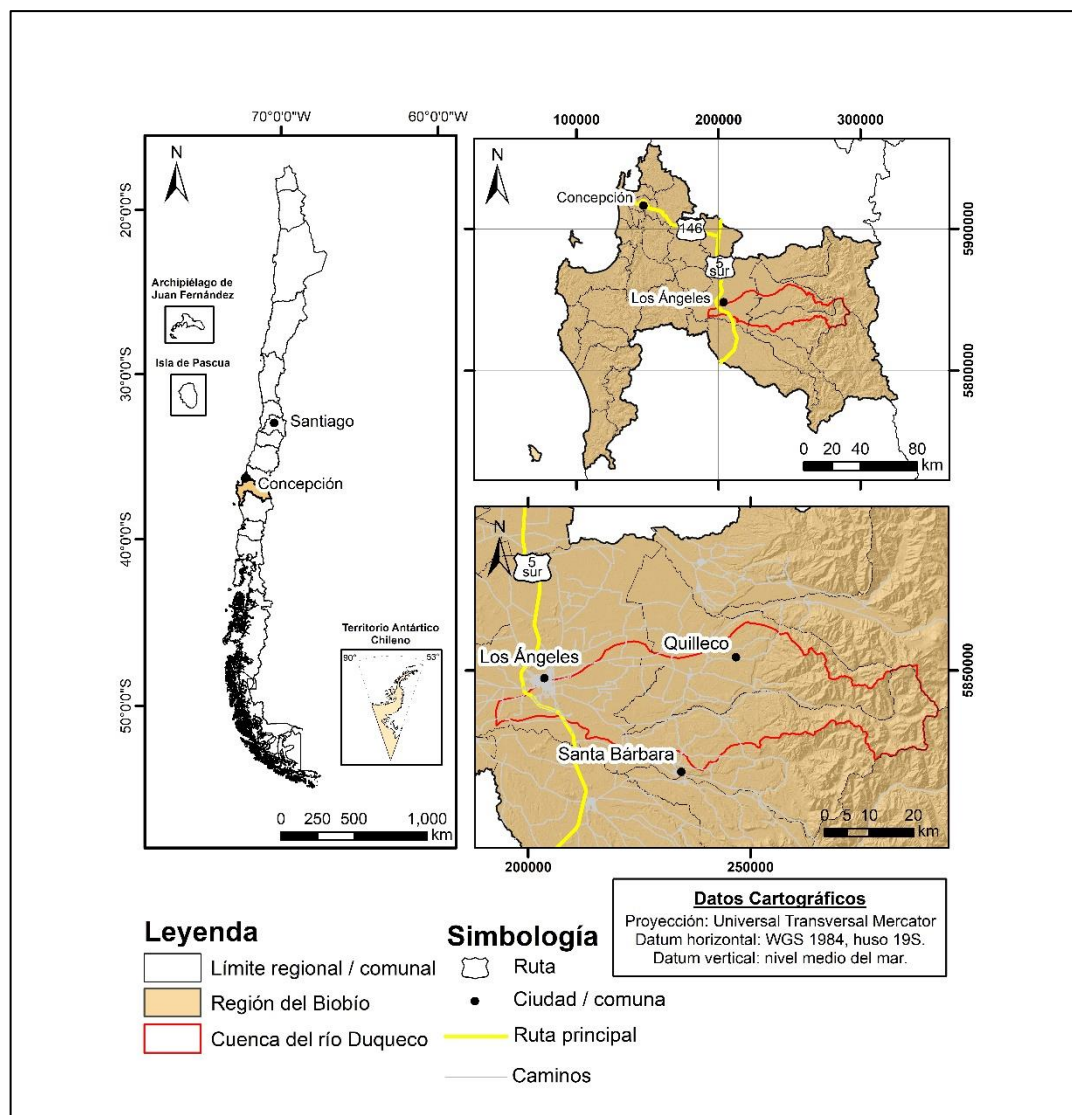 70°0'0"W
60°0'0"W
N
20°0'0"S
30°0'0"S
40°0'0"S
50°0'0"S
Archipiélago de
Juan Fernández
Isla de Pascua
Santiago
Concepción
Territorio Antártico
Chileno
90°
53°
0 250 500 1,000
km
100000
200000
300000
N
Concepción
146
5
sur
Los Ángeles
5900000
5800000
0 20 40 60 80
km
N
5
sur
Los Ángeles
Quilleco
Santa Bárbara
5850000
0 5 10 20
km
200000
250000
Datos Cartográficos
Proyección: Universal Transversal Mercator
Datum horizontal: WGS 1984, huso 19S.
Datum vertical: nivel medio del mar.
Leyenda
Límite regional / comunal
Región del Biobío
Cuenca del río Duqueco
Simbología
Ruta
Ciudad / comuna
Ruta principal
Caminos